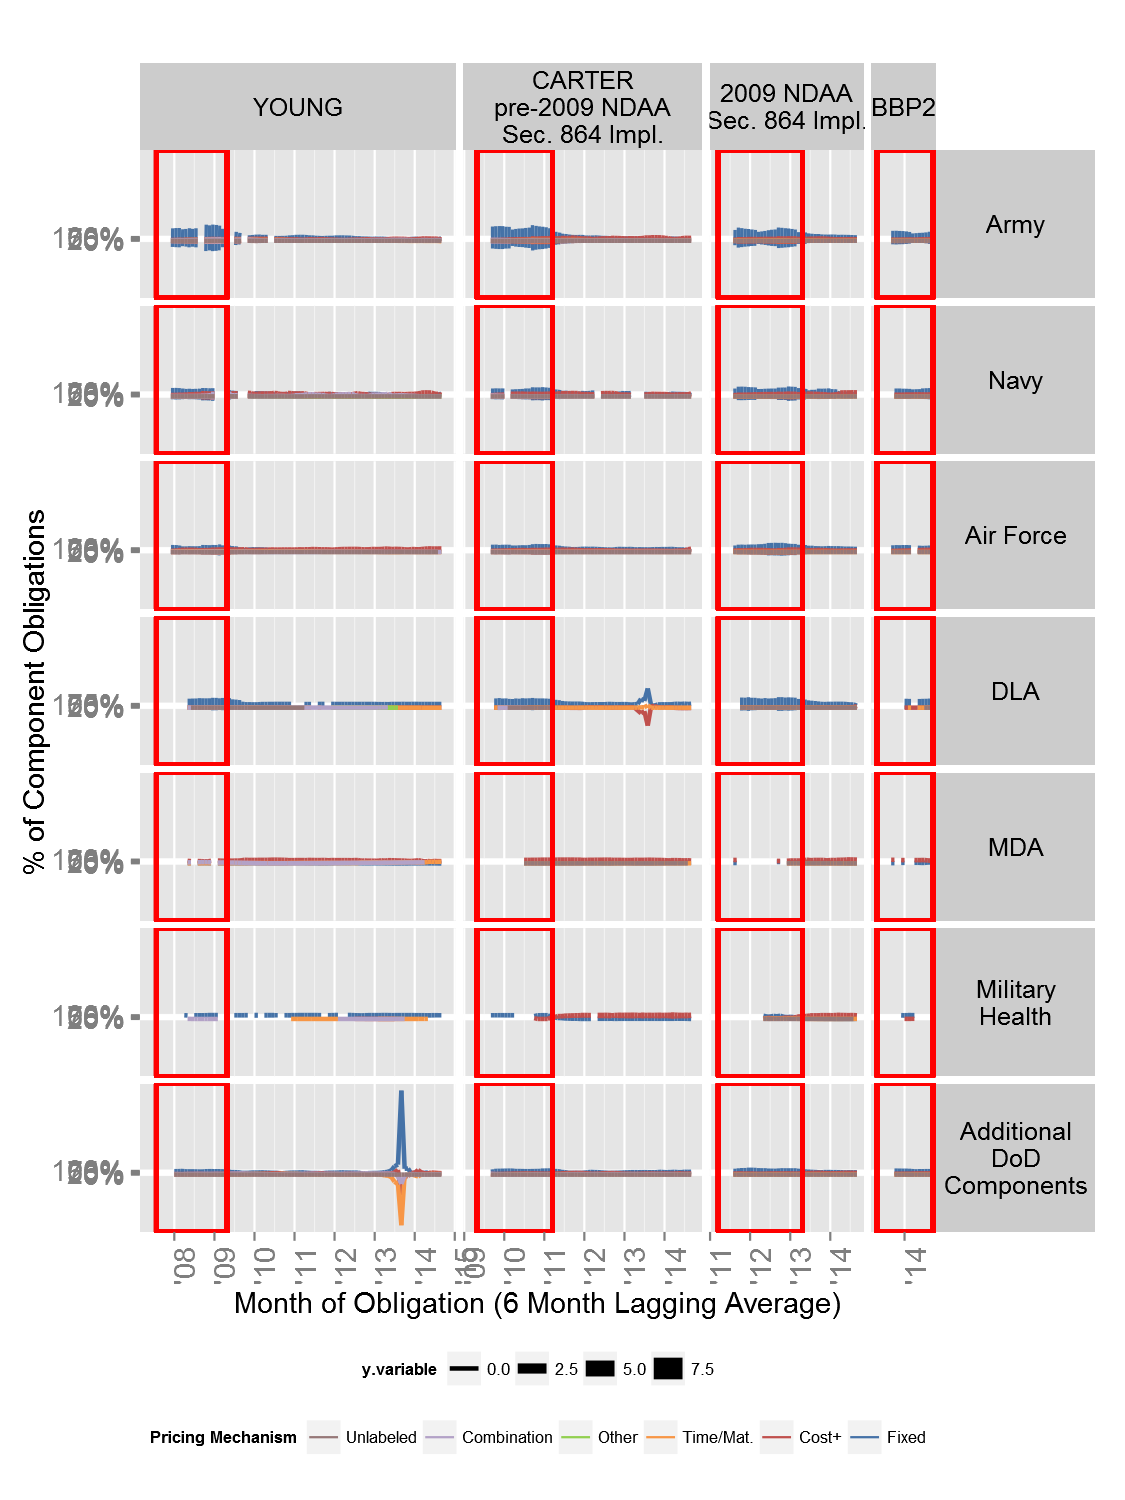 YOUNG
CARTER
pre-2009 NDAA
Sec. 864 Impl.
2009 NDAA
Sec. 864 Impl.
BBP2
Army
Navy
Air Force
DLA
MDA
Military
Health
Additional
DoD
Components
% of Component Obligations
'08
'09
'10
'11
'12
'13
'14
'15
'09
'10
'11
'12
'13
'14
'11
'12
'13
'14
'14
Month of Obligation (6 Month Lagging Average)
y.variable 0.0 2.5 5.0 7.5
Pricing Mechanism Unlabeled Combination Other Time/Mat. Cost+ Fixed